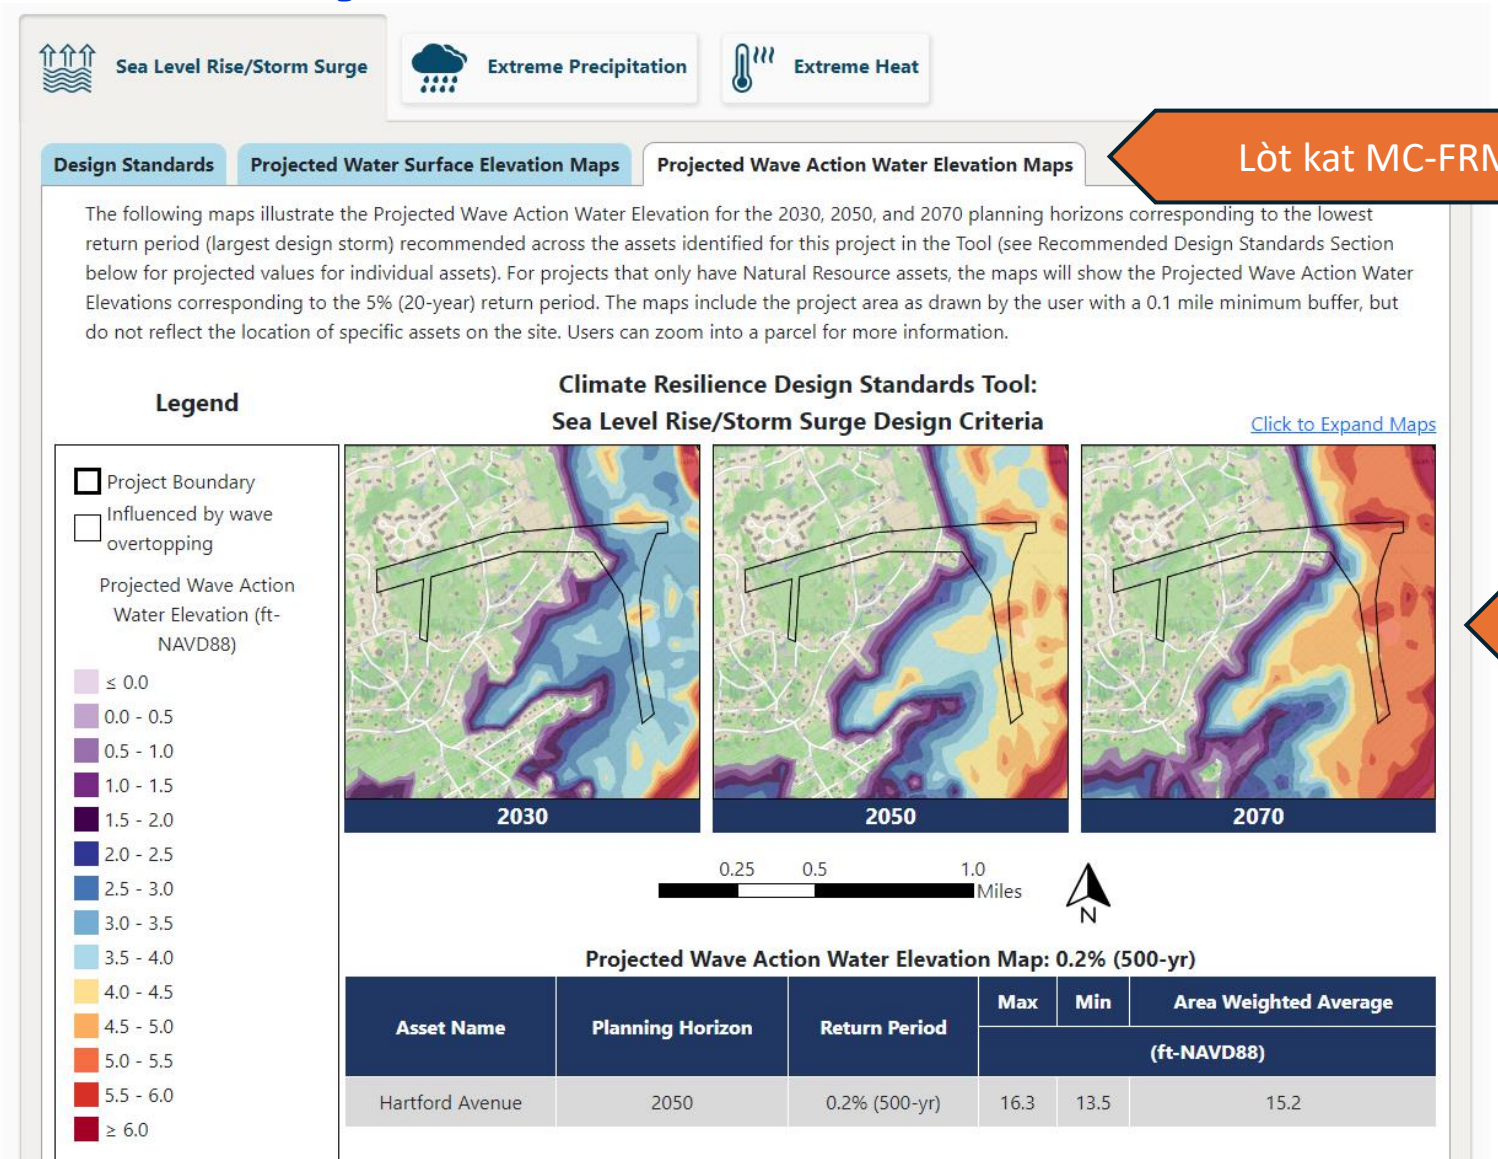 Sea Level Rise/Storm Surge
Extreme Precipitation
Extreme Heat
Design Standards
Projected Water Surface Elevation Maps
Projected Wave Action Water Elevation Maps
Lòt kat MC-FRM
The following maps illustrate the Projected Wave Action Water Elevation for the 2030, 2050, and 2070 planning horizons corresponding to the lowest
return period (largest design storm) recommended across the assets identified for this project in the Tool (see Recommended Design Standards Section
below for projected values for individual assets). For projects that only have Natural Resource assets, the maps will show the Projected Wave Action Water
Elevations corresponding to the 5% (20-year) return period. The maps include the project area as drawn by the user with a 0.1 mile minimum buffer, but
do not reflect the location of specific assets on the site. Users can zoom into a parcel for more information.
Climate Resilience Design Standards Tool:
Sea Level Rise/Storm Surge Design Criteria
Click to Expand Maps
Legend
Project Boundary
Influenced by wave
overtopping
Projected Wave Action
Water Elevation (ft-
NAVD88)
≤ 0.0
0.0 - 0.5
0.5 - 1.0
1.0 - 1.5
1.5 - 2.0
2.0 - 2.5
2.5 - 3.0
3.0 - 3.5
3.5 - 4.0
4.0 - 4.5
4.5 - 5.0
5.0 - 5.5
5.5 - 6.0
≥ 6.0
2030
2050
2070
0.25 0.5 1.0
Miles
N
Projected Wave Action Water Elevation Map: 0.2% (500-yr)
Asset Name Planning Horizon Return Period Max Min Area Weighted Average
(ft-NAVD88)
Hartford Avenue 2050 0.2% (500-yr) 16.3 13.5 15.2